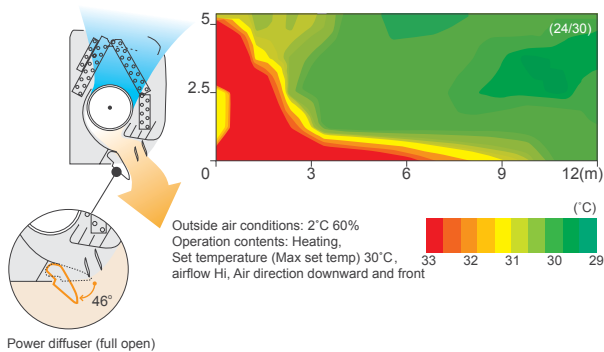 5
(24/30)
2.5
0
3
6
9
12(m)
Outside air conditions: 2˚C 60%
Operation contents: Heating,
Set temperature (Max set temp) 30˚C,
airflow Hi, Air direction downward and front
(˚C)
33
32
31
30
29
46°
Power diffuser (full open)